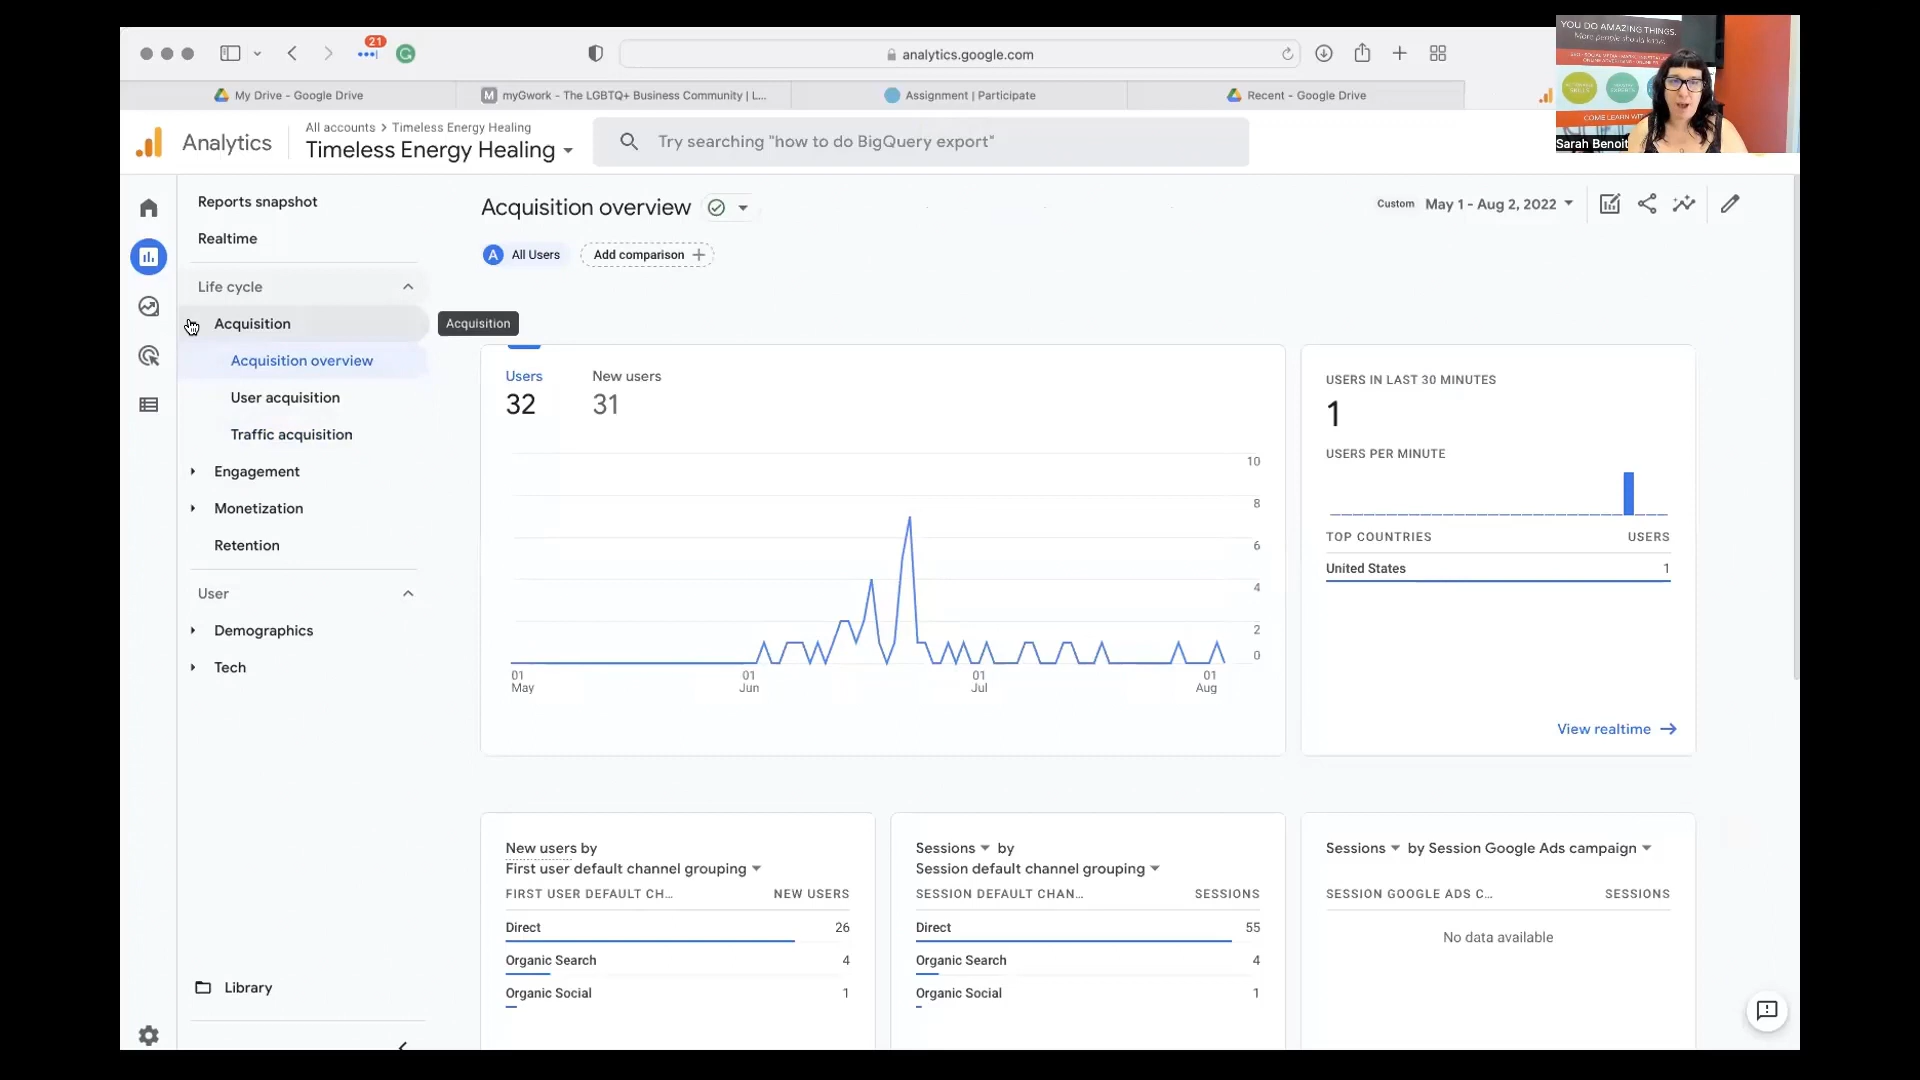 21
analytics.google.com
My Drive - Google Drive
M
myGwork - The LGBTQ+ Business Community | L...
Assignment | Participate
Recent - Google Drive
YOU DO AMAZING THINGS.
More people should know.
COME LEARN WIT
Sarah Benoit
Analytics
All accounts > Timeless Energy Healing
Timeless Energy Healing
Try searching "how to do BigQuery export"
Reports snapshot
Realtime
Life cycle
Acquisition
Acquisition overview
User acquisition
Traffic acquisition
Engagement
Monetization
Retention
User
Demographics
Tech
Library
Acquisition
Acquisition overview
Custom May 1 - Aug 2, 2022
A All Users
Add comparison +
Users
32
New users
31
10
8
6
4
2
0
01
May
01
Jun
01
Jul
01
Aug
USERS IN LAST 30 MINUTES
1
USERS PER MINUTE
TOP COUNTRIES USERS
United States 1
View realtime
New users by
First user default channel grouping
FIRST USER DEFAULT CH... NEW USERS
Direct 26
Organic Search 4
Organic Social 1
Sessions by
Session default channel grouping
SESSION DEFAULT CHAN... SESSIONS
Direct 55
Organic Search 4
Organic Social 1
Sessions by Session Google Ads campaign
SESSION GOOGLE ADS C... SESSIONS
No data available